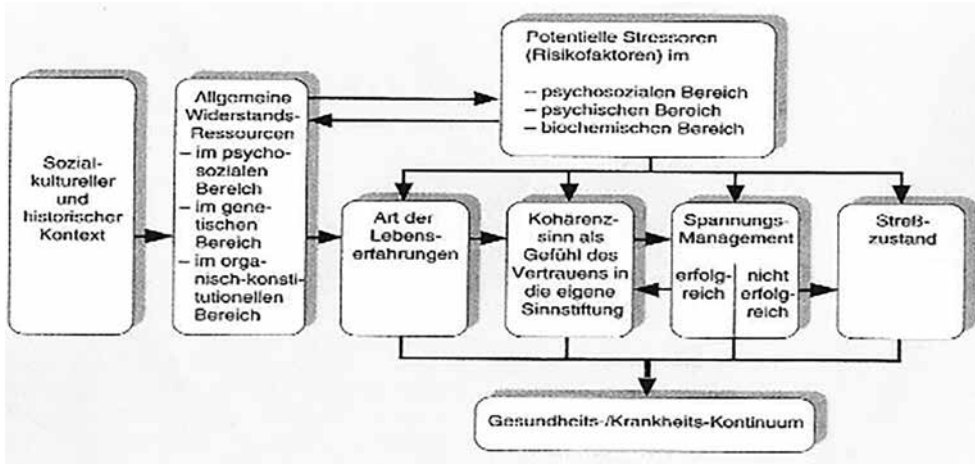 Potentielle Stressoren
(Risikofaktoren) im
– psychosozialen Bereich
– psychischen Bereich
– biochemischen Bereich
Sozial-
kultureller
und
historischer
Kontext
Allgemeine
Widerstands-
Ressourcen
– im psycho-
sozialen
Bereich
– im gene-
tischen
Bereich
– im orga-
nisch-konsti-
tutionellen
Bereich
Art der
Lebens-
erfahrungen
Kohärenz-
sinn als
Gefühl des
Vertrauens in
die eigene
Sinnstiftung
Spannungs-
Management
erfolg-
reich
nicht
erfolg-
reich
Streß-
zustand
Gesundheits-/Krankheits-Kontinuum